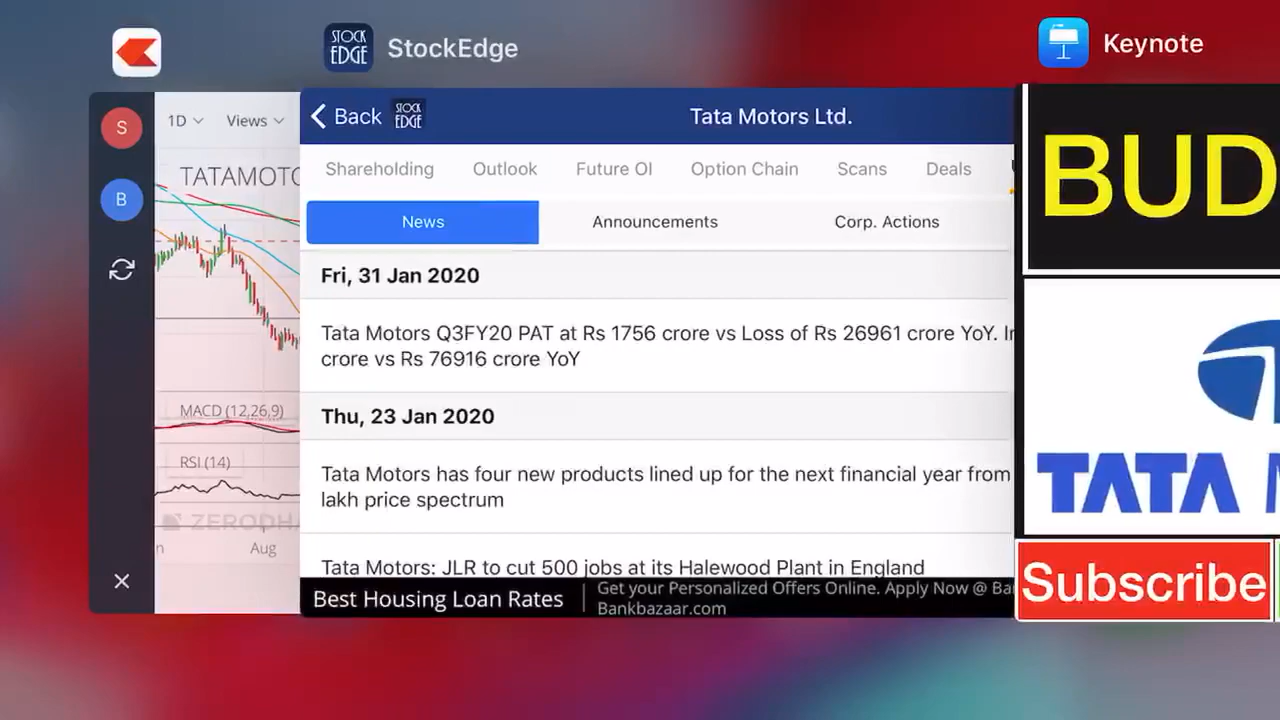 STOCK
EDGE
StockEdge
Keynote
S
B
1D
Views
TATAMOTO
MACD (12,26,9)
RSI (14)
ZERODHA
Aug
Back
STOCK
EDGE
Tata Motors Ltd.
Shareholding
Outlook
Future OI
Option Chain
Scans
Deals
News
Announcements
Corp. Actions
Fri, 31 Jan 2020
Tata Motors Q3FY20 PAT at Rs 1756 crore vs Loss of Rs 26961 crore YoY.
crore vs Rs 76916 crore YoY
Thu, 23 Jan 2020
Tata Motors has four new products lined up for the next financial year from
lakh price spectrum
Tata Motors: JLR to cut 500 jobs at its Halewood Plant in England
Best Housing Loan Rates
Get your Personalized Offers Online. Apply Now @
Bankbazaar.com
BUD
TATA
Subscribe